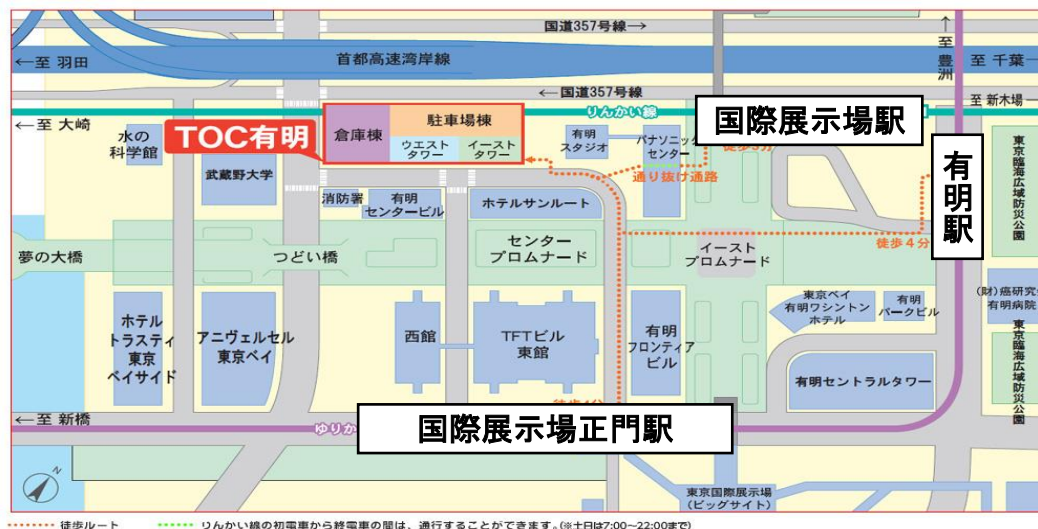 国道357号線→
↑至豊洲
←至 羽田
首都高速湾岸線
至 千葉→
←国道357号線
りんかい線
至 新木場→
←至 大崎
水の
科学館
TOC有明
倉庫棟
駐車場棟
ウエスト
タワー
イースト
タワー
有明
スタジオ
パナソニック
センター
国際展示場駅
徒歩3分
通り抜け通路
有明駅
東京臨海広域防災公園
武蔵野大学
消防署
有明
センタービル
ホテルサンルート
徒歩4分
夢の大橋
つどい橋
センター
プロムナード
イースト
プロムナード
(財)癌研究会
有明病院
東京ベイ
有明ワシントン
ホテル
有明
パークビル
ホテル
トラスティ
東京
ベイサイド
アニヴェルセル
東京ベイ
西館
TFTビル
東館
有明
フロンティア
ビル
有明セントラルタワー
東京臨海広域防災公園
←至 新橋
ゆりか
国際展示場正門駅
N
東京国際展示場
(ビッグサイト)
徒歩ルート
りんかい線の初電車から終電車の間は、通行することができます。(※土日は7:00~22:00まで)